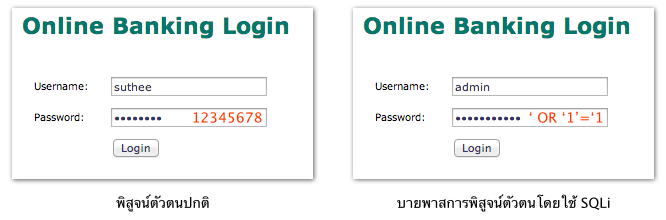 Online Banking Login
Username: suthee
Password: •••••••• 12345678
Login
พิสูจน์ตัวตนปกติ
Online Banking Login
Username: admin
Password: ••••••••••• ‘ OR ‘1’=‘1
Login
บายพาสการพิสูจน์ตัวตนโดยใช้ SQLi